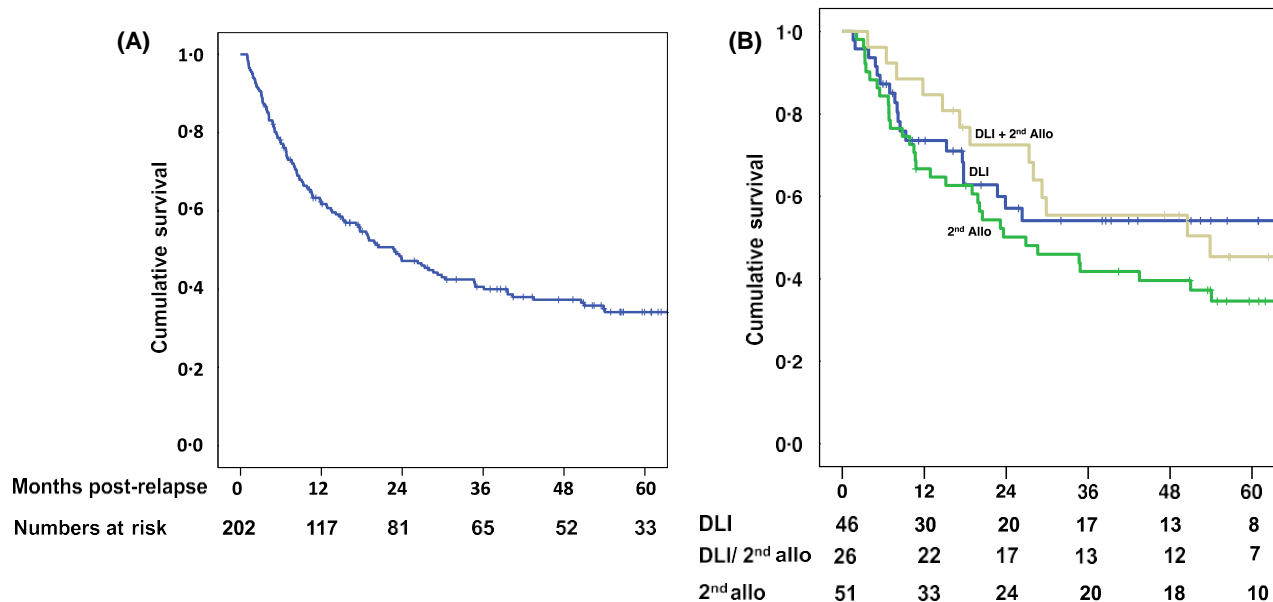 (A)
Cumulative survival
1·0
0·8
0·6
0·4
0·2
0·0
Months post-relapse 0 12 24 36 48 60
Numbers at risk 202 117 81 65 52 33
(B)
Cumulative survival
1·0
0·8
0·6
0·4
0·2
0·0
DLI + 2nd Allo
DLI
2nd Allo
0 12 24 36 48 60
DLI 46 30 20 17 13 8
DLI/ 2nd allo 26 22 17 13 12 7
2nd allo 51 33 24 20 18 10